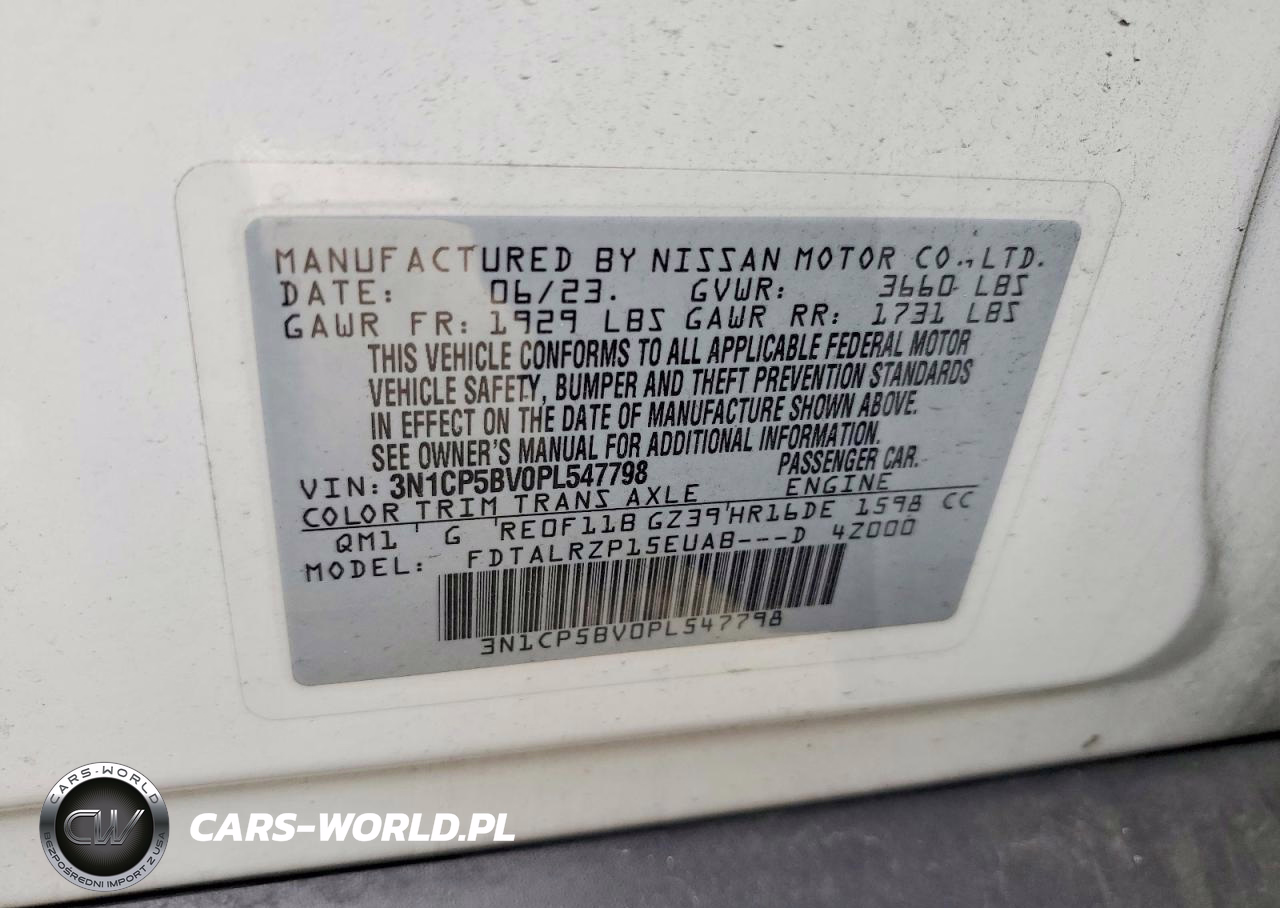 MANUFACTURED BY NISSAN MOTOR CO., LTD.
DATE: 06/23. GVWR: 3660 LBS
GAWR FR: 1929 LBS GAWR RR: 1731 LBS
THIS VEHICLE CONFORMS TO ALL APPLICABLE FEDERAL MOTOR
VEHICLE SAFETY, BUMPER AND THEFT PREVENTION STANDARDS
IN EFFECT ON THE DATE OF MANUFACTURE SHOWN ABOVE.
SEE OWNER'S MANUAL FOR ADDITIONAL INFORMATION.
VIN: 3N1CP5BV0PL547798 PASSENGER CAR.
COLOR TRIM TRANS AXLE ENGINE
QM1 G RE0F11B GZ39 HR16DE 1598 CC
MODEL: FDTALRZP15EUAB---D 4Z000
3N1CP5BV0PL547798
CARS-WORLD
CW
BEZPOŚREDNI IMPORT Z USA
CARS-WORLD.PL